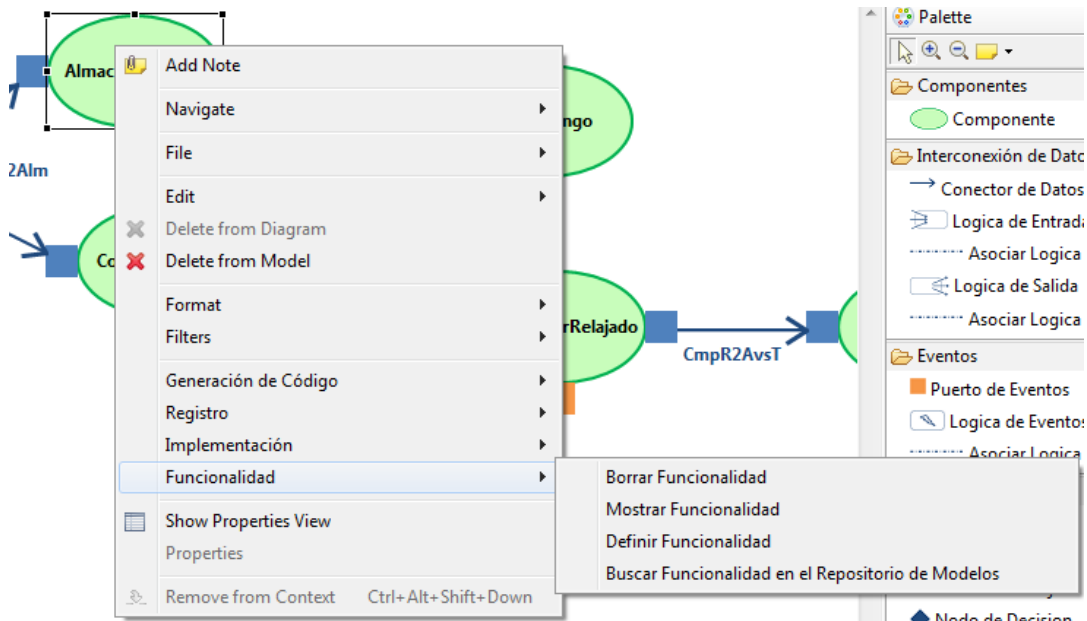 Almac
2Alm
Co
ngo
rRelajado
CmpR2AvsT
Add Note
Navigate
File
Edit
Delete from Diagram
Delete from Model
Format
Filters
Generación de Código
Registro
Implementación
Funcionalidad
Show Properties View
Properties
Remove from Context Ctrl+Alt+Shift+Down
Borrar Funcionalidad
Mostrar Funcionalidad
Definir Funcionalidad
Buscar Funcionalidad en el Repositorio de Modelos
Palette
Componentes
Componente
Interconexión de Dato
Conector de Datos
Logica de Entrada
Asociar Logica
Logica de Salida
Asociar Logica
Eventos
Puerto de Eventos
Logica de Eventos
Asociar Logica
Nodo de Decision